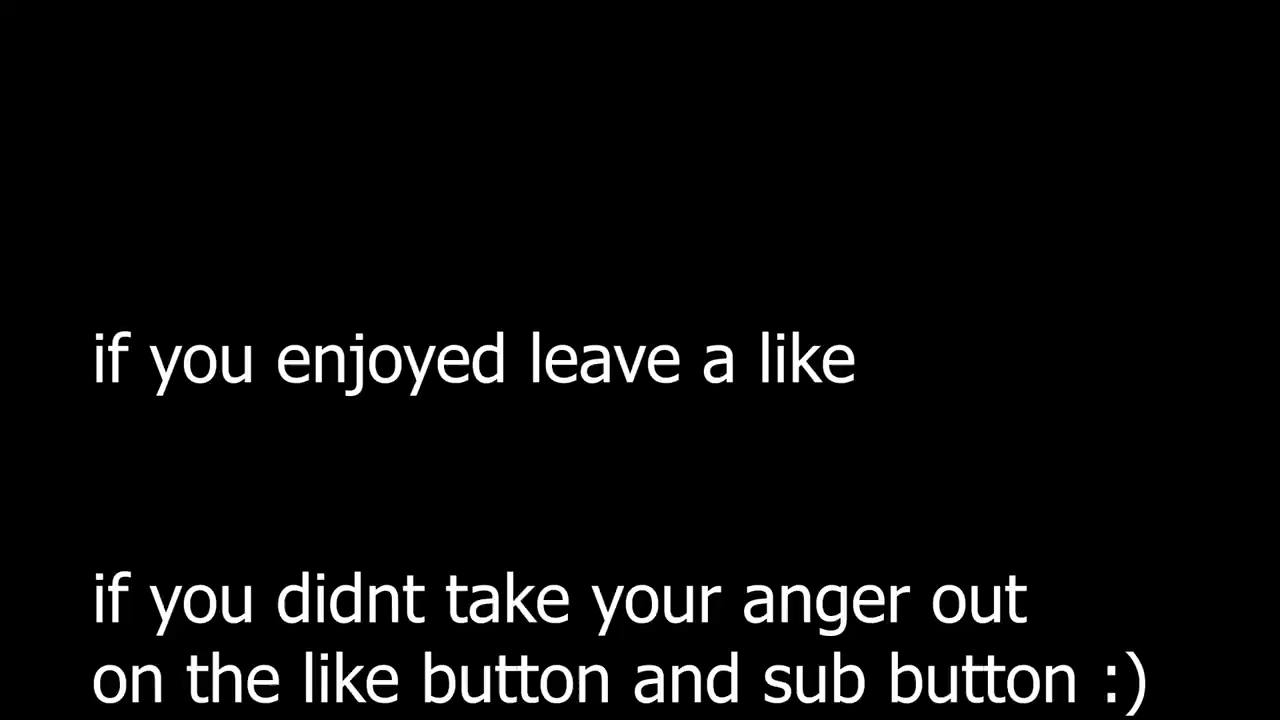 if you enjoyed leave a like
if you didnt take your anger out
on the like button and sub button :)